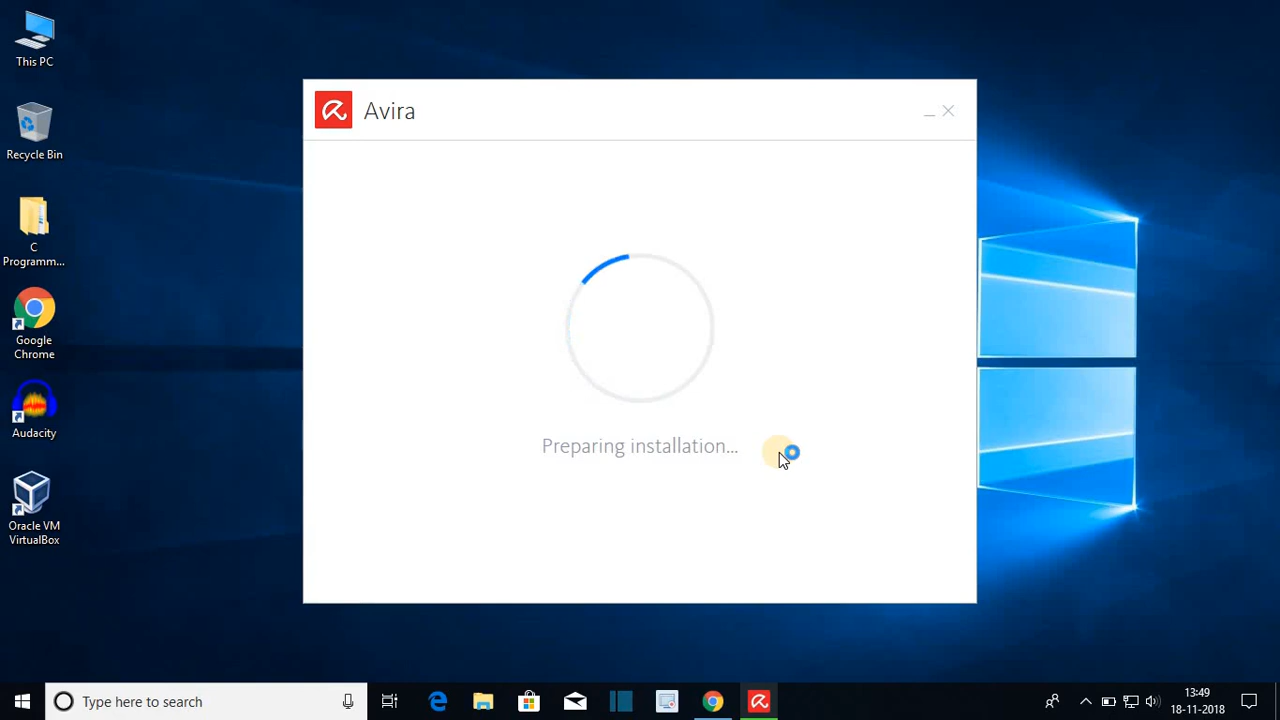 This PC
Recycle Bin
C
Programm...
Google
Chrome
Audacity
Oracle VM
VirtualBox
Avira
Preparing installation...
Type here to search
13:49
18-11-2018